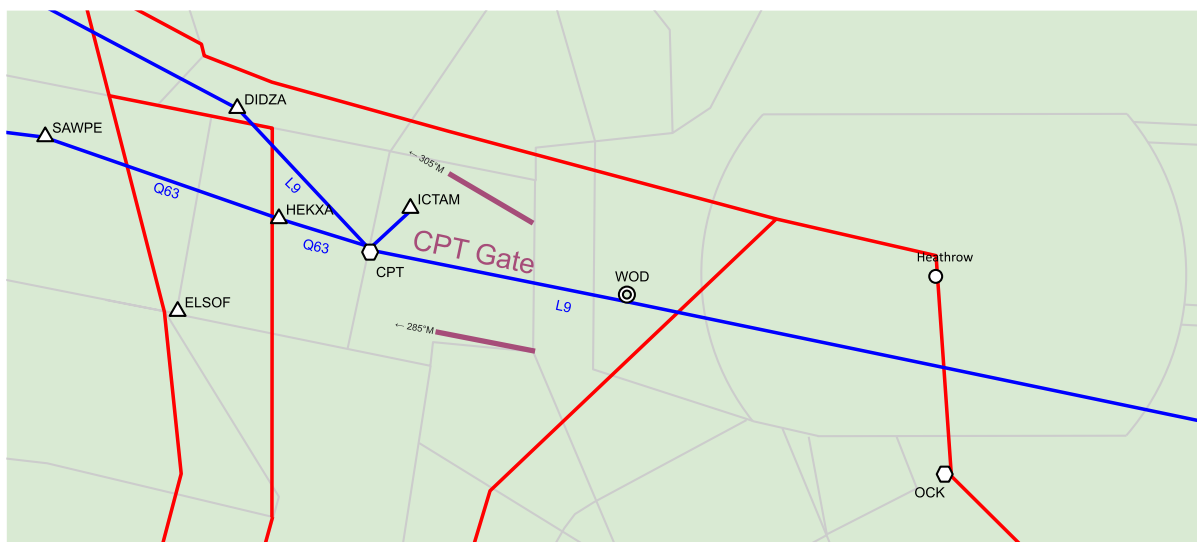 DIDZA
SAWPE
← 305°M
Q63
L9
ICTAM
HEKXA
Q63
CPT Gate
CPT
WOD
Heathrow
ELSOF
L9
← 285°M
OCK